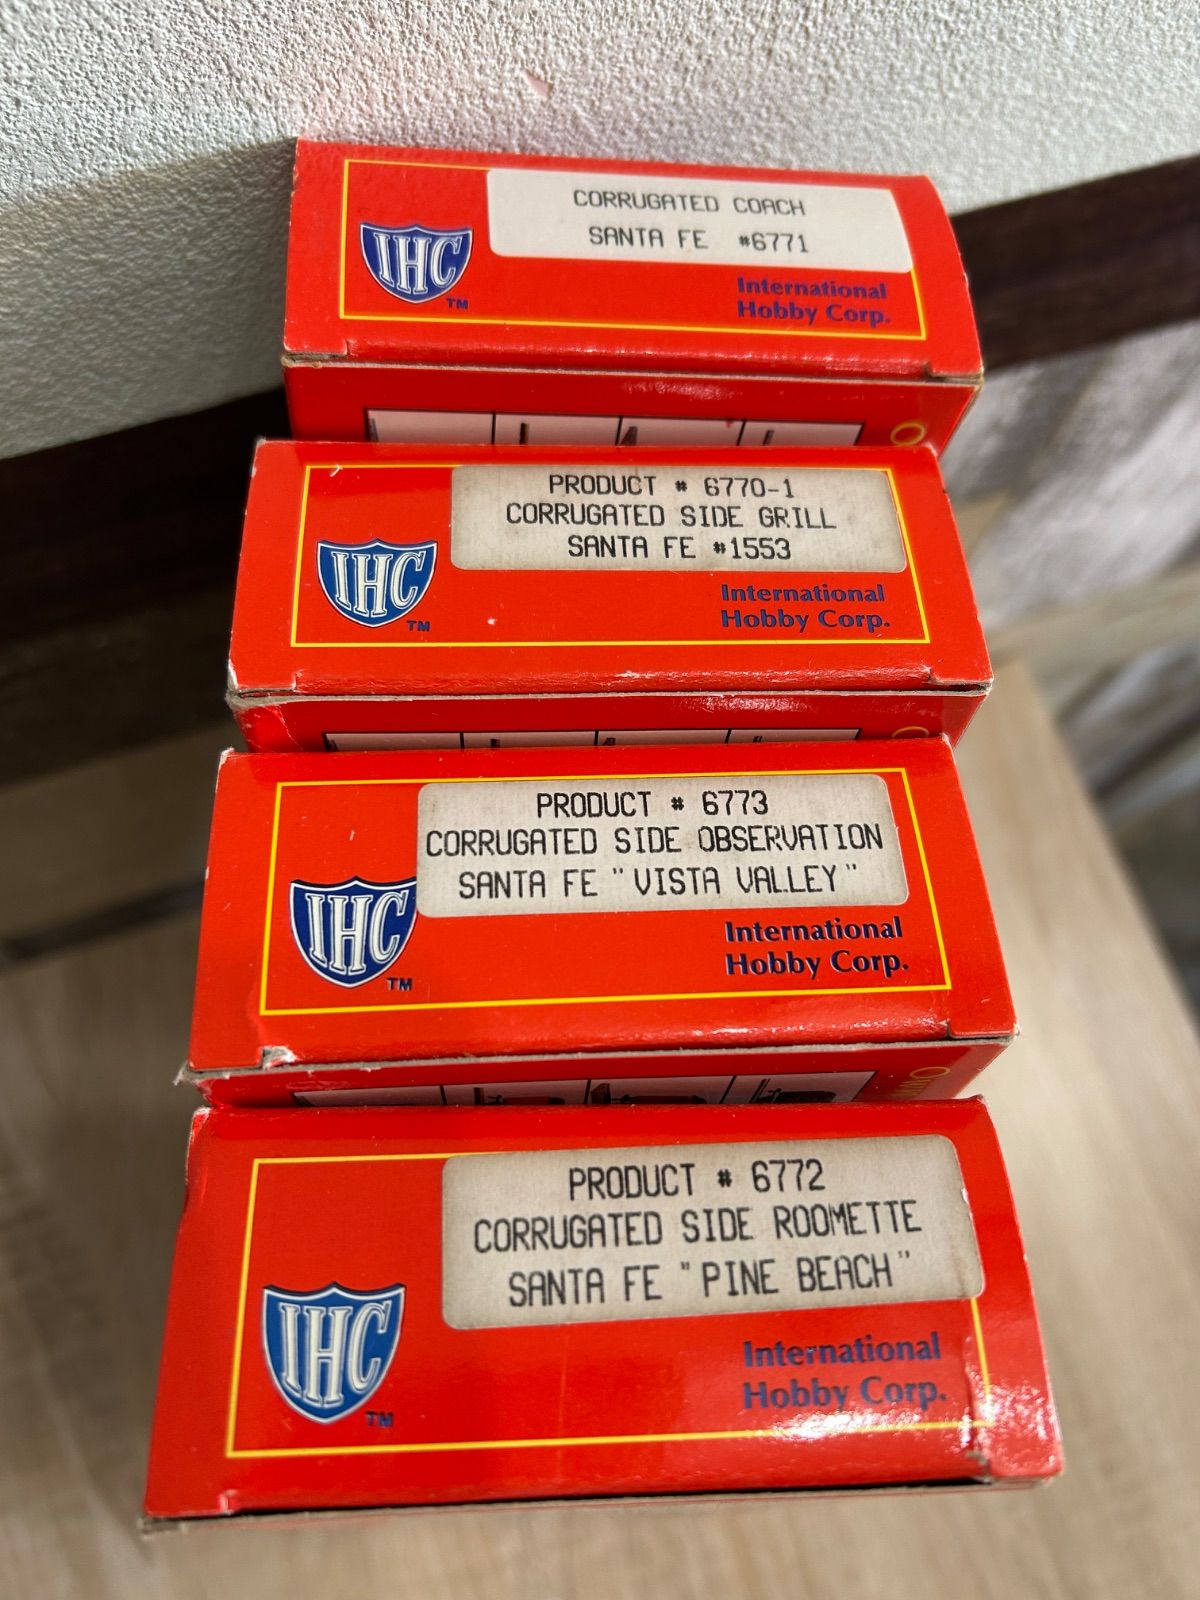 CORRUGATED COACH
SANTA FE #6771
IHC
TM
International
Hobby Corp.
PRODUCT # 6770-1
CORRUGATED SIDE GRILL
SANTA FE #1553
IHC
TM
International
Hobby Corp.
PRODUCT # 6773
CORRUGATED SIDE OBSERVATION
SANTA FE "VISTA VALLEY"
IHC
TM
International
Hobby Corp.
PRODUCT # 6772
CORRUGATED SIDE ROOMETTE
SANTA FE "PINE BEACH"
IHC
TM
International
Hobby Corp.